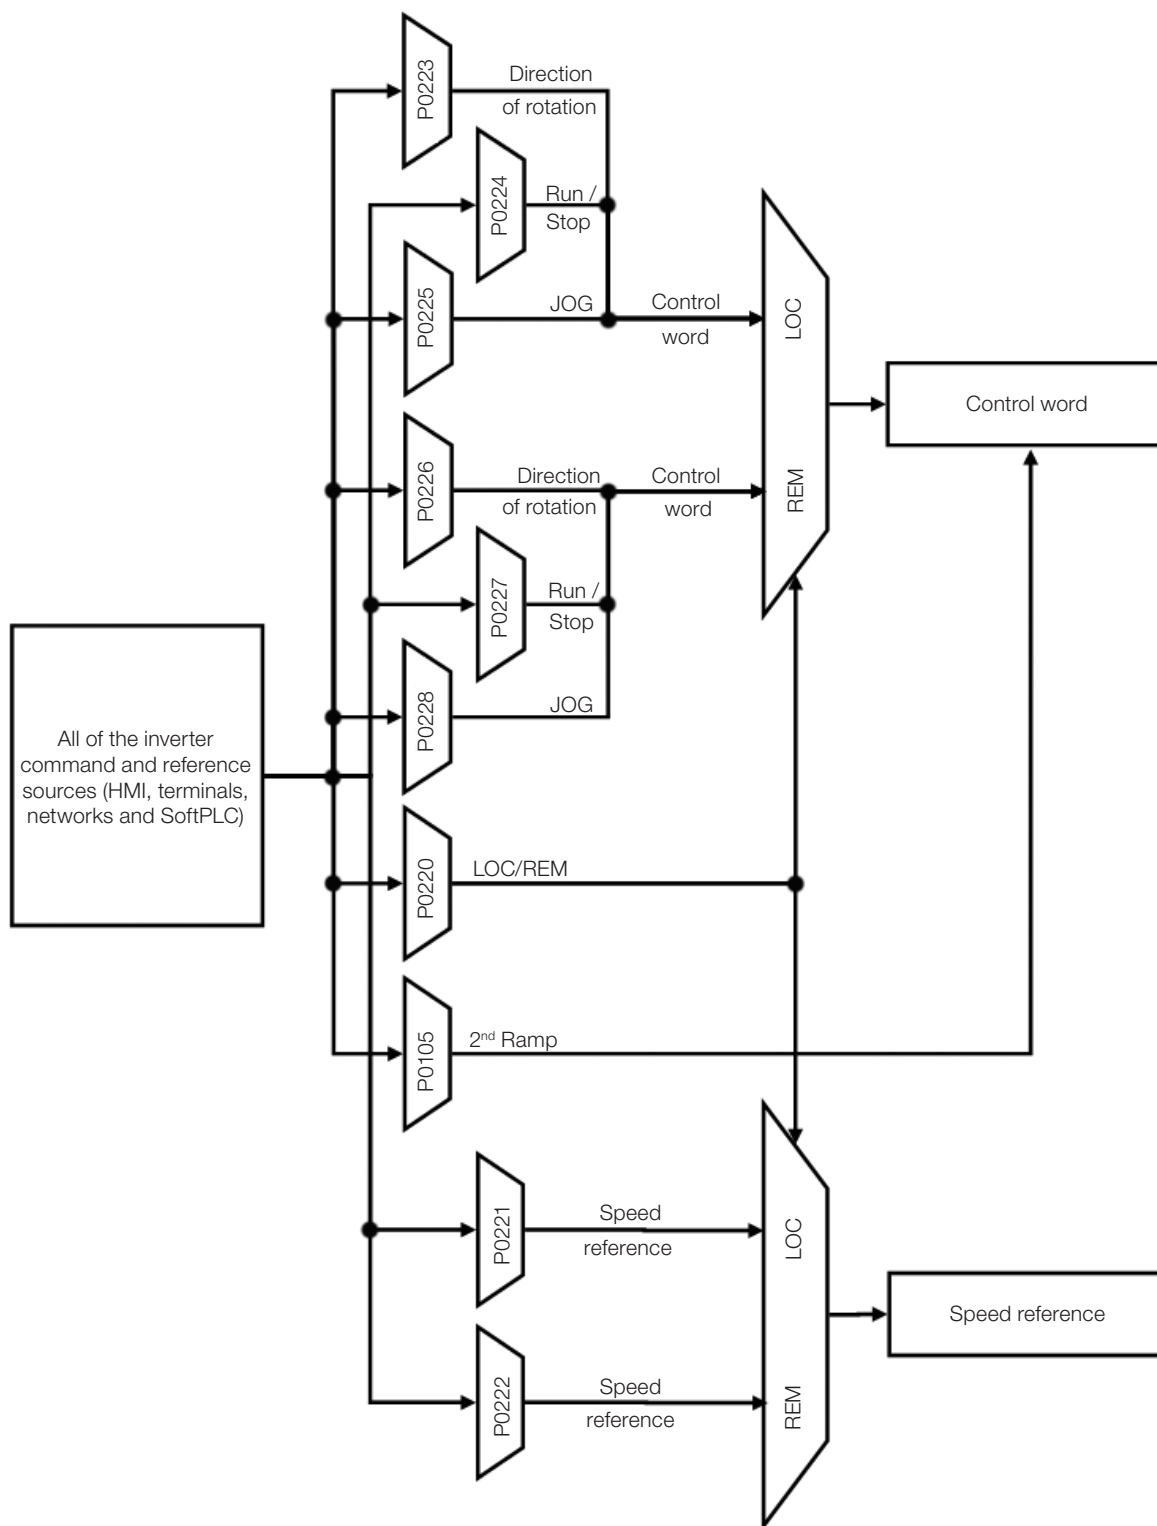 P0223
Direction
of rotation
P0224
Run /
Stop
P0225
JOG
Control
word
LOC
Control word
P0226
Direction
of rotation
Control
word
REM
P0227
Run /
Stop
P0228
JOG
All of the inverter
command and reference
sources (HMI, terminals,
networks and SoftPLC)
P0220
LOC/REM
P0105
2nd Ramp
P0221
Speed
reference
LOC
Speed reference
P0222
Speed
reference
REM